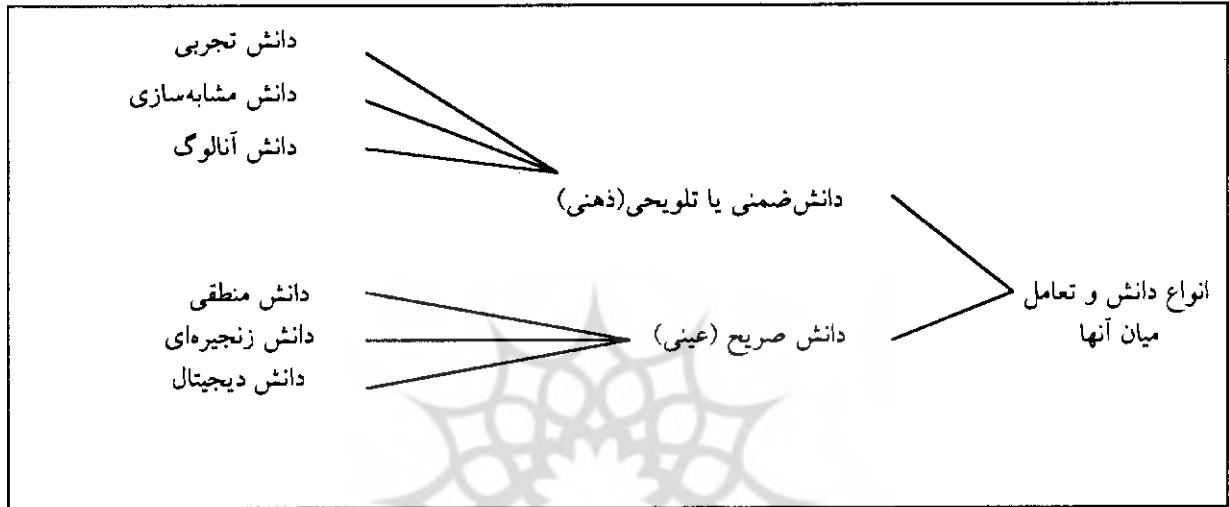 انواع دانش و تعامل
میان آنها
دانش‌ضمنی یا تلویحی(ذهنی)
دانش تجربی
دانش مشابه‌سازی
دانش آنالوگ
دانش صریح (عینی)
دانش منطقی
دانش زنجیره‌ای
دانش دیجیتال